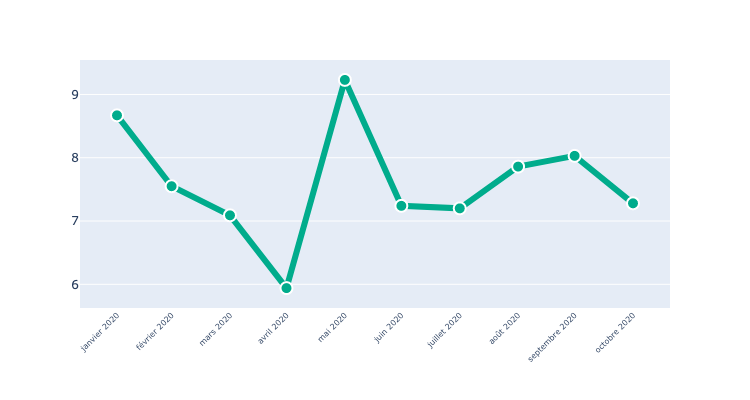 9
8
7
6
janvier 2020
février 2020
mars 2020
avril 2020
mai 2020
juin 2020
juillet 2020
août 2020
septembre 2020
octobre 2020